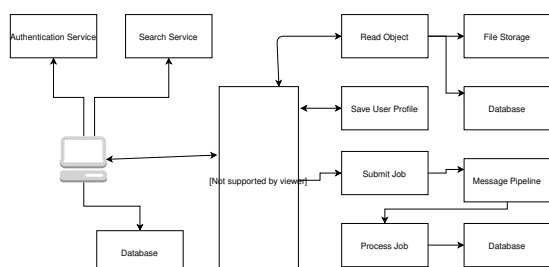 Authentication Service
Search Service
Read Object
File Storage
Save User Profile
Database
[Not supported by viewer]
Submit Job
Message Pipeline
Database
Process Job
Database